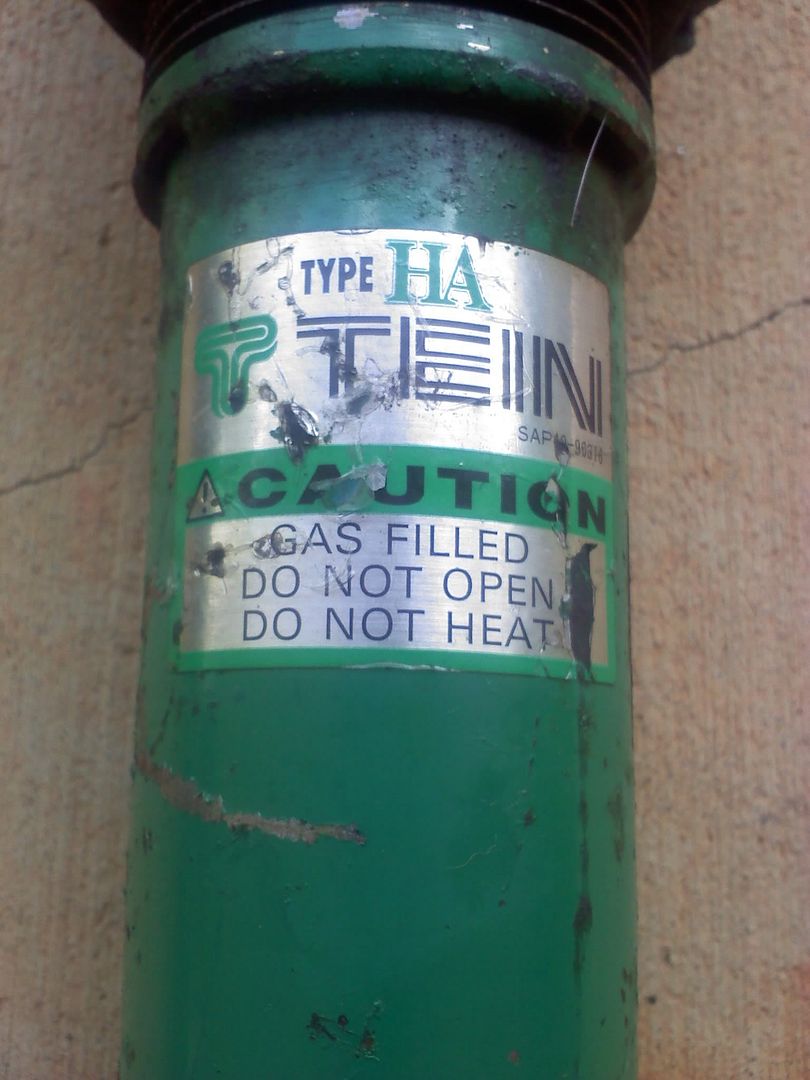 TYPE HA
TEIN
CAUTION
GAS FILLED
DO NOT OPEN
DO NOT HEAT